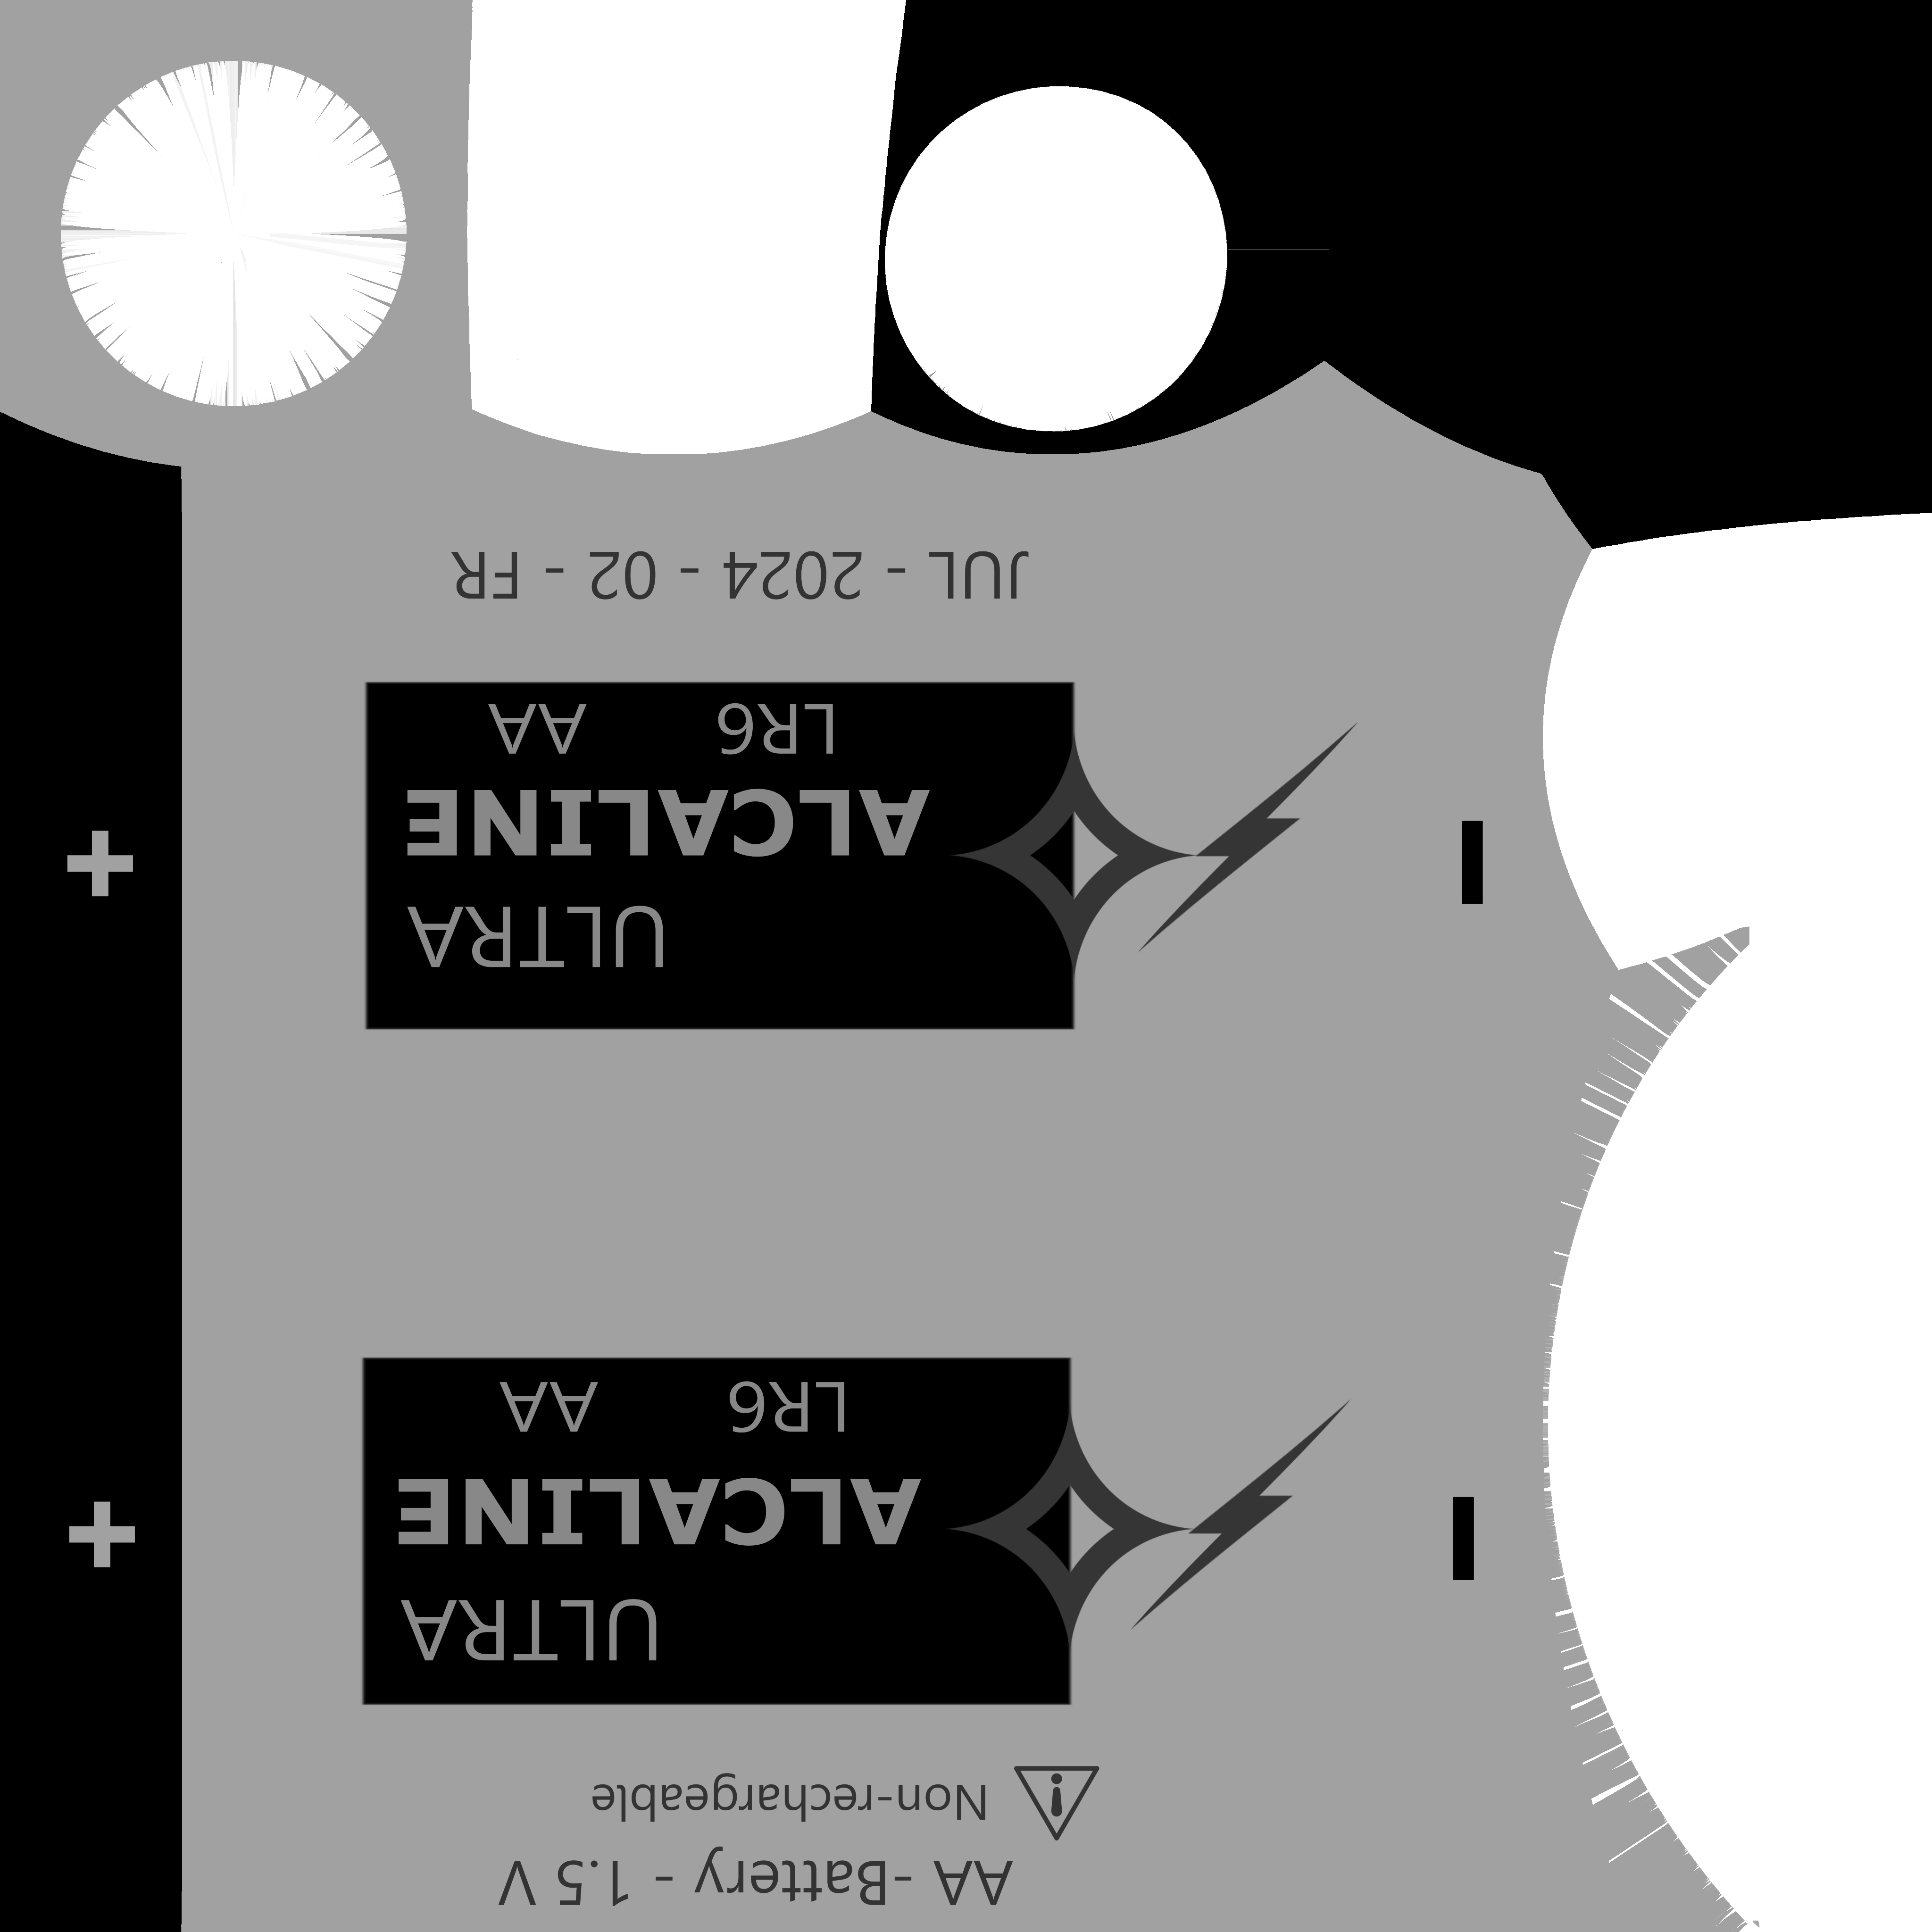 AA -Battery - 1.5 V
Non-rechargeable
ULTRA
ALCALINE
LR6 AA
- +
ULTRA
ALCALINE
LR6 AA
- +
JUL - 2024 - 02 - FR